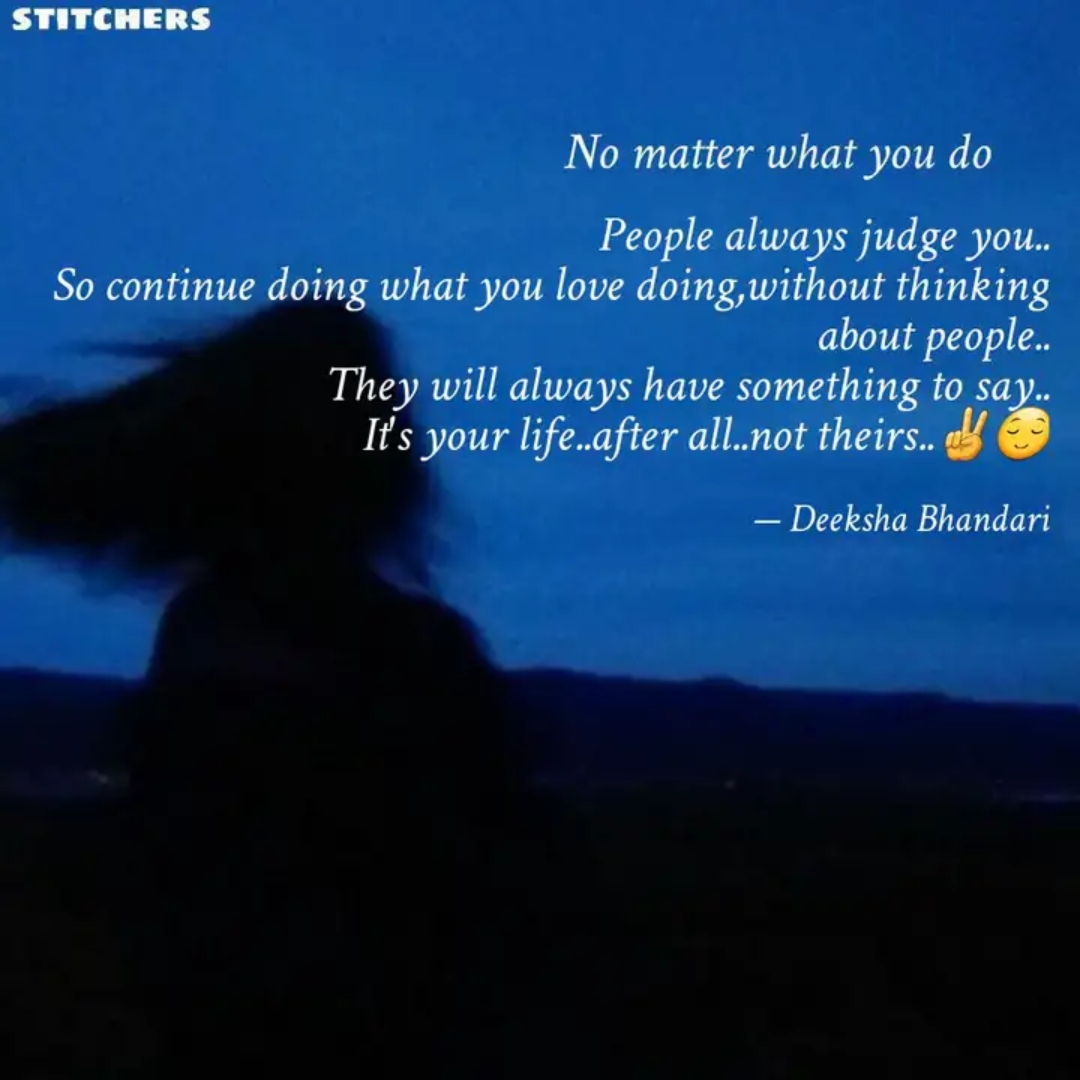 STITCHERS
No matter what you do
People always judge you..
So continue doing what you love doing,without thinking
about people..
They will always have something to say..
It's your life..after all..not theirs..✌😌
— Deeksha Bhandari